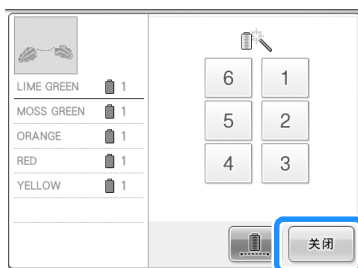 LIME GREEN 1
MOSS GREEN 1
ORANGE 1
RED 1
YELLOW 1
6 1
5 2
4 3
关闭